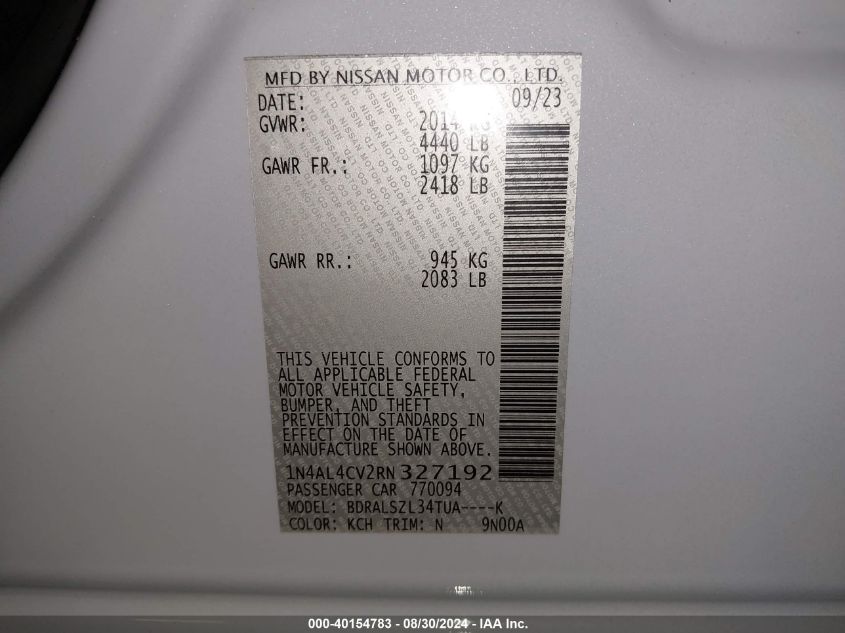 MFD BY NISSAN MOTOR CO., LTD.
DATE: 09/23
GVWR: 2014 KG
4440 LB
GAWR FR.: 1097 KG
2418 LB
GAWR RR.: 945 KG
2083 LB
THIS VEHICLE CONFORMS TO
ALL APPLICABLE FEDERAL
MOTOR VEHICLE SAFETY,
BUMPER, AND THEFT
PREVENTION STANDARDS IN
EFFECT ON THE DATE OF
MANUFACTURE SHOWN ABOVE.
1N4AL4CV2RN327192
PASSENGER CAR 770094
MODEL: BDRALSZL34TUA----K
COLOR: KCH TRIM: N 9N00A
000-40154783 - 08/30/2024 - IAA Inc.